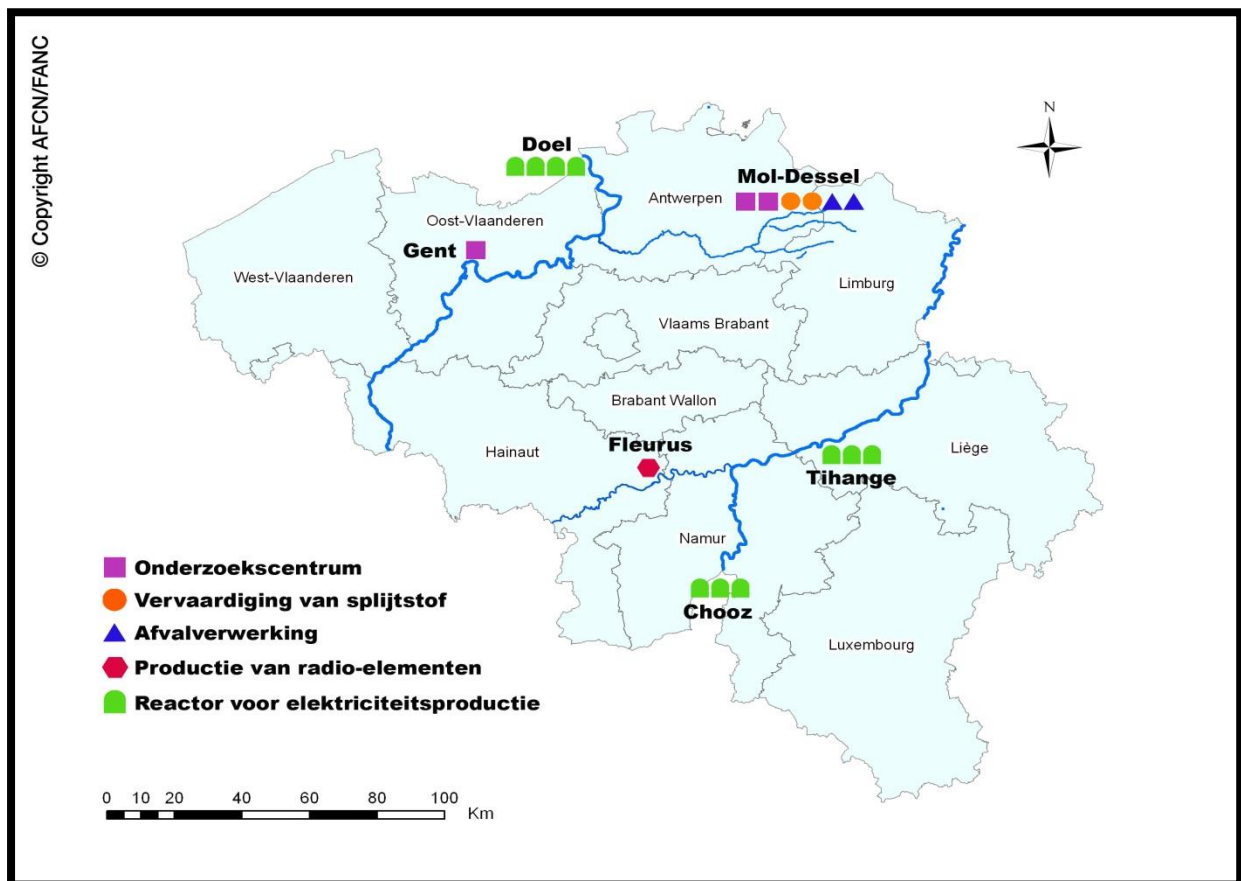 © Copyright AFCN/FANC
N
Doel
Mol-Dessel
Antwerpen
Oost-Vlaanderen
Gent
West-Vlaanderen
Limburg
Vlaams Brabant
Brabant Wallon
Fleurus
Hainaut
Liège
Tihange
Namur
Chooz
Luxembourg
Onderzoekscentrum
Vervaardiging van splijtstof
Afvalverwerking
Productie van radio-elementen
Reactor voor elektriciteitsproductie
0 10 20 40 60 80 100
Km